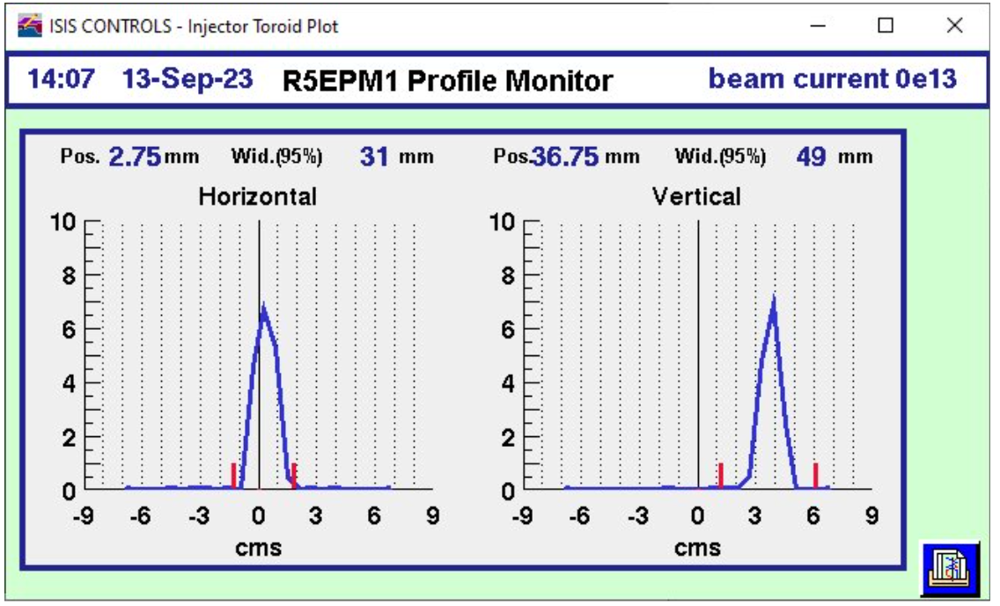 ISIS CONTROLS - Injector Toroid Plot
14:07 13-Sep-23 R5EPM1 Profile Monitor beam current 0e13
Pos. 2.75 mm Wid.(95%) 31 mm Pos. 36.75 mm Wid.(95%) 49 mm
Horizontal Vertical
10 10
8 8
6 6
4 4
2 2
0 0
-9 -6 -3 0 3 6 9 -9 -6 -3 0 3 6 9
cms cms